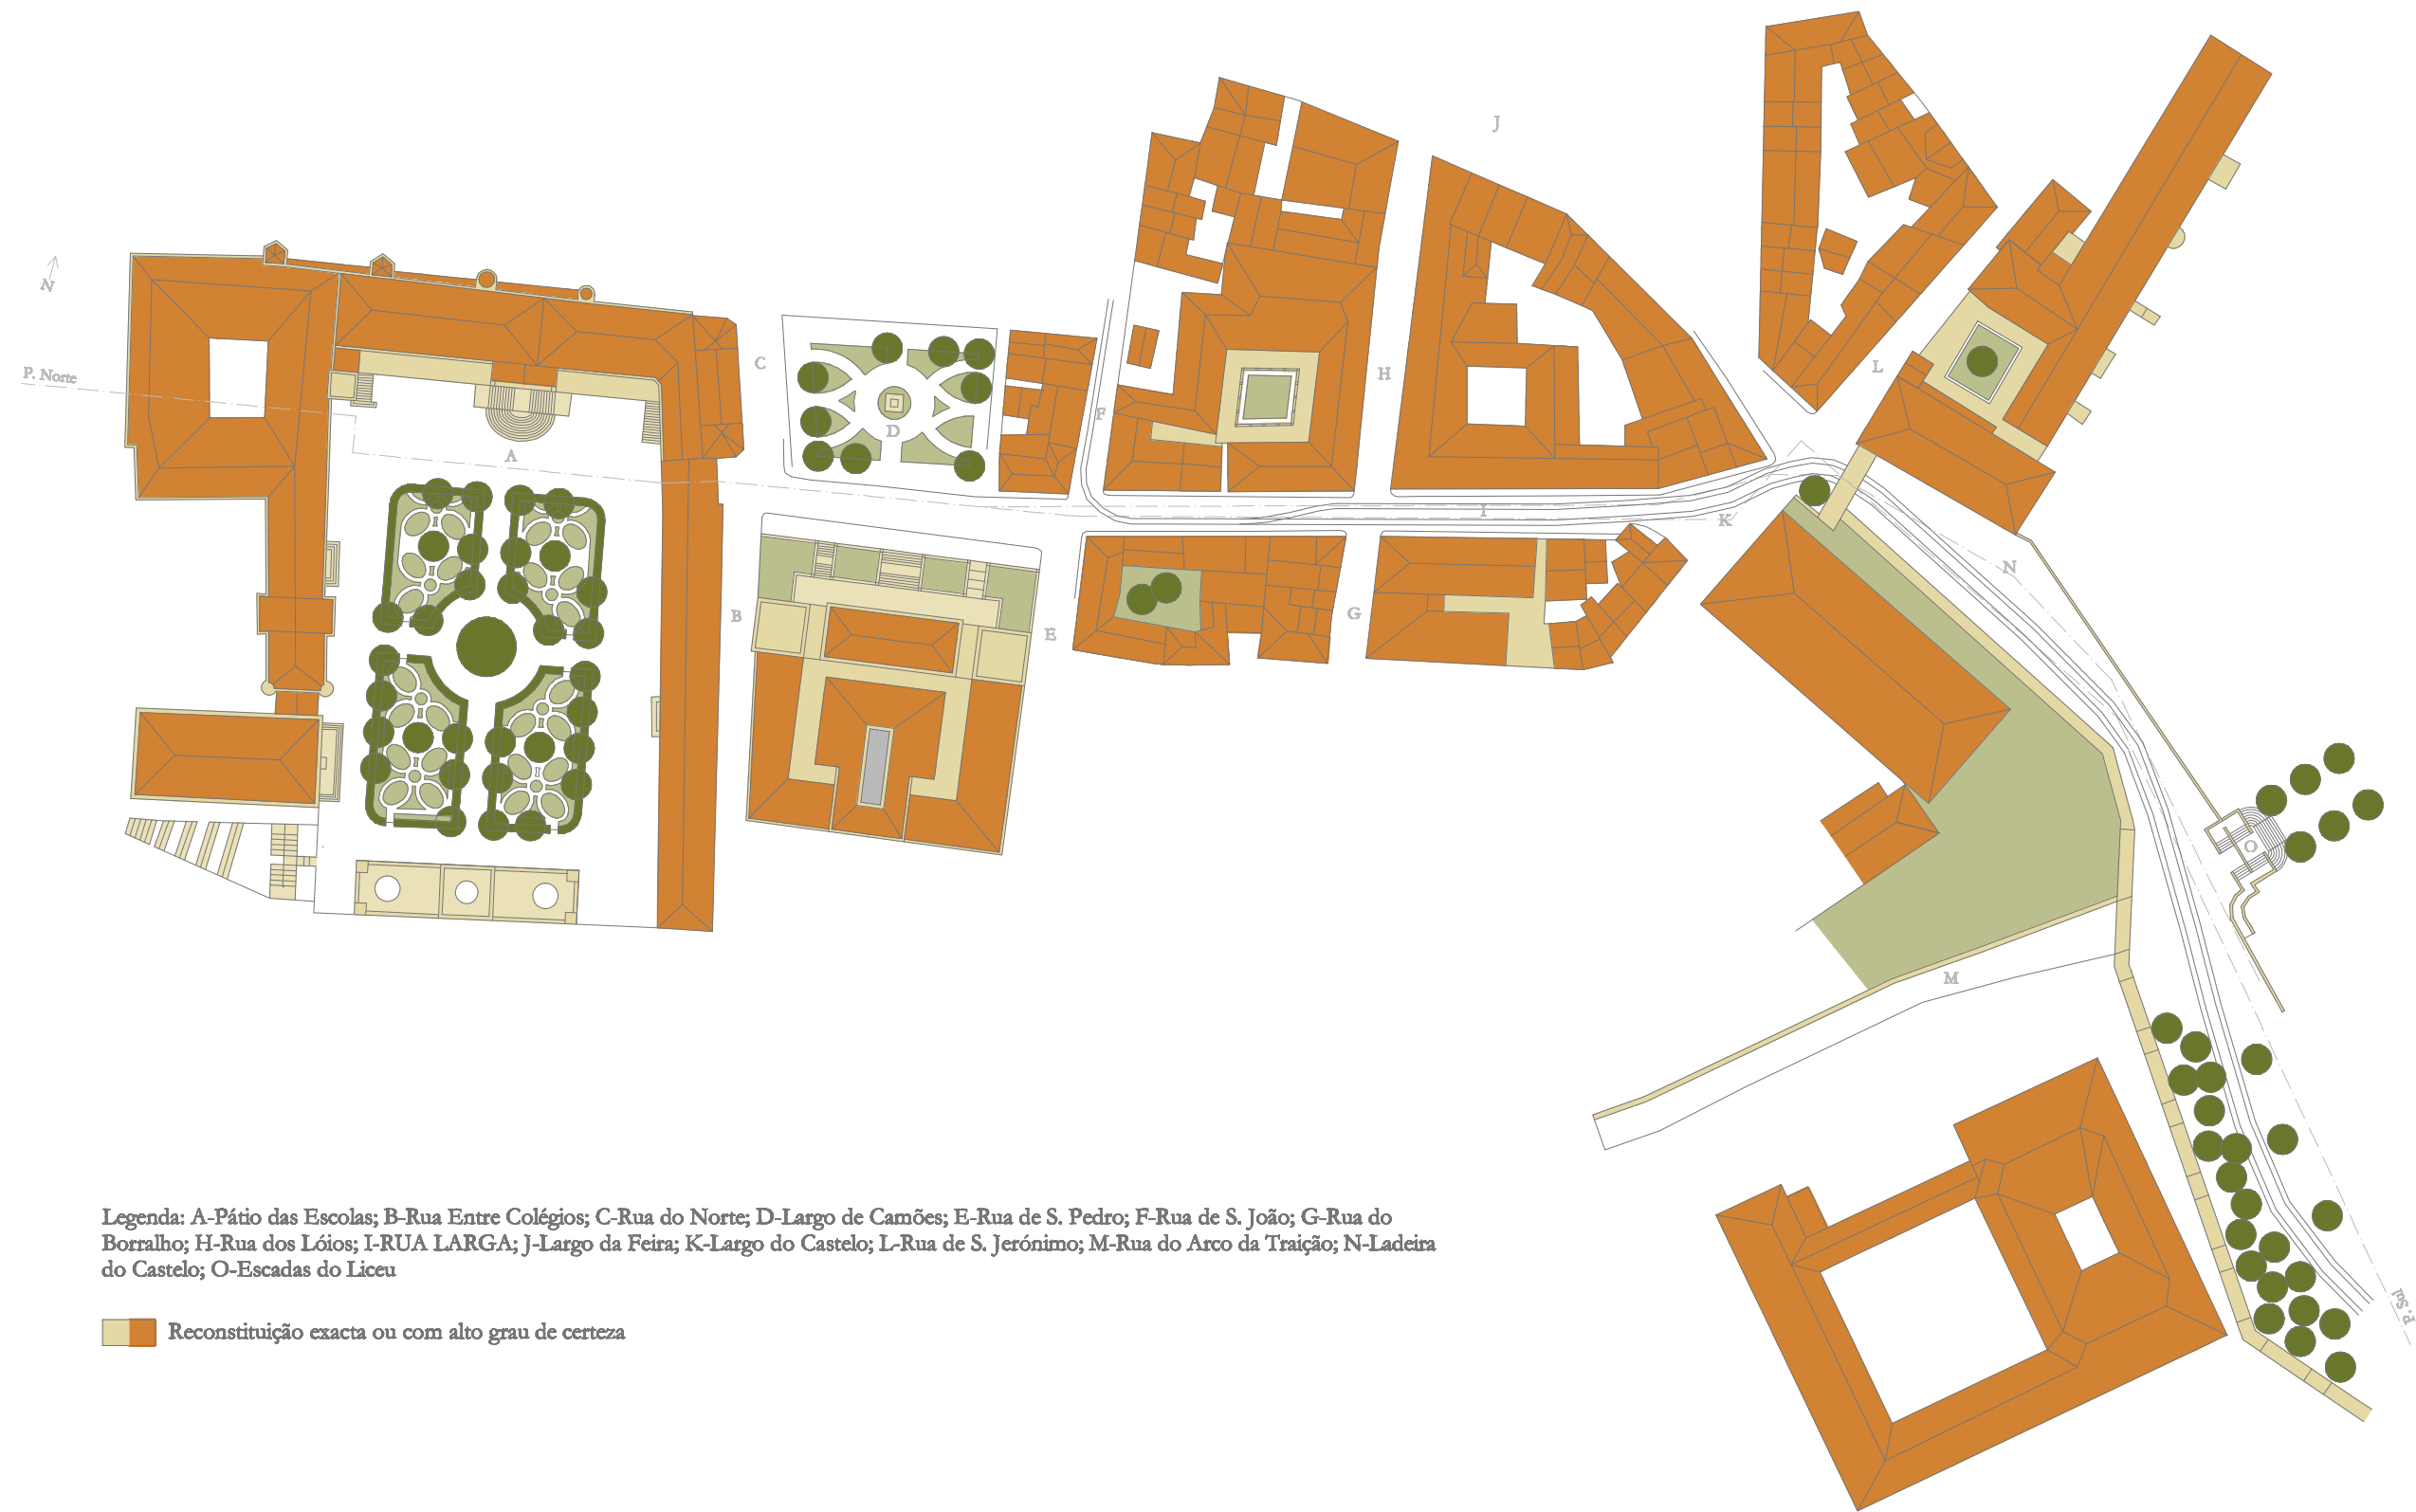 J
N
C
P. Norte
L
H
F
D
A
I
K
N
B
G
E
O
M
Legenda: A-Pátio das Escolas; B-Rua Entre Colégios; C-Rua do Norte; D-Largo de Camões; E-Rua de S. Pedro; F-Rua de S. João; G-Rua do
Borralho; H-Rua dos Lóios; I-RUA LARGA; J-Largo da Feira; K-Largo do Castelo; L-Rua de S. Jerónimo; M-Rua do Arco da Traição; N-Ladeira
do Castelo; O-Escadas do Liceu
P. Sul
Reconstituição exacta ou com alto grau de certeza